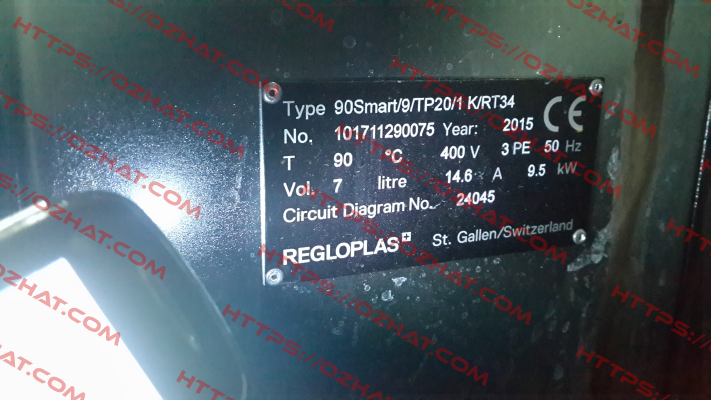 Type 90Smart/9/TP20/1 K/RT34
No. 101711290075 Year: 2015 CE
T 90 °C 400 V 3 PE 50 Hz
Vol. 7 litre 14.6 A 9.5 kW
Circuit Diagram No. 24045
REGLOPLAS St. Gallen/Switzerland
HTTPS://OZHAT.COM